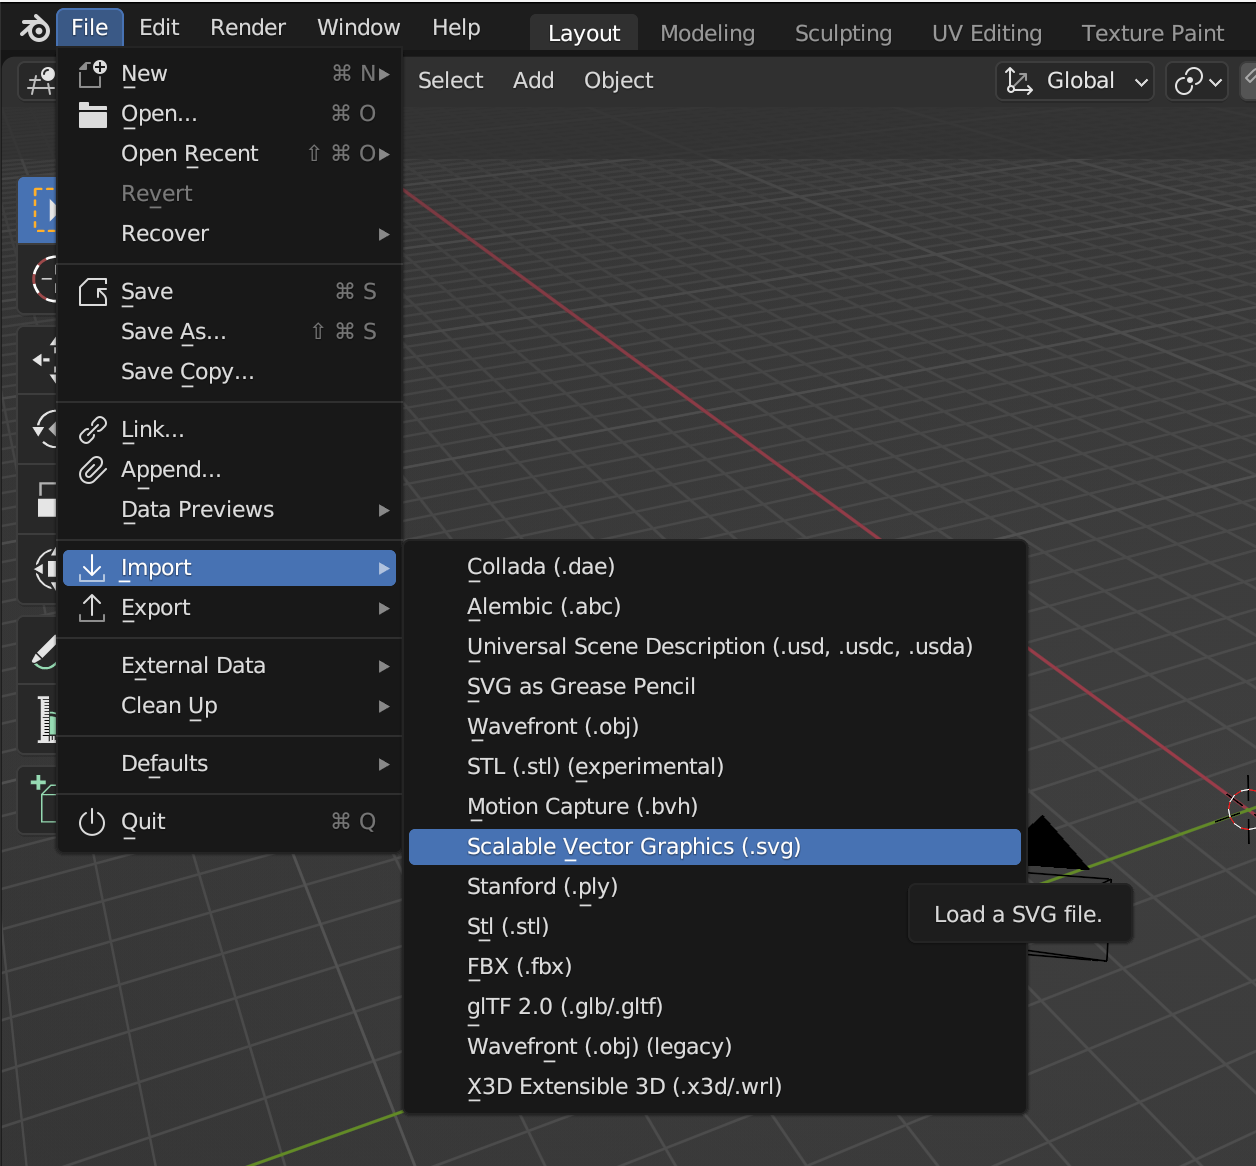 File Edit Render Window Help Layout Modeling Sculpting UV Editing Texture Paint
Select Add Object Global
New ⌘ N
Open... ⌘ O
Open Recent ⇧ ⌘ O
Revert
Recover
Save ⌘ S
Save As... ⇧ ⌘ S
Save Copy...
Link...
Append...
Data Previews
Import
Export
External Data
Clean Up
Defaults
Quit ⌘ Q
Collada (.dae)
Alembic (.abc)
Universal Scene Description (.usd, .usdc, .usda)
SVG as Grease Pencil
Wavefront (.obj)
STL (.stl) (experimental)
Motion Capture (.bvh)
Scalable Vector Graphics (.svg)
Stanford (.ply)
Stl (.stl)
FBX (.fbx)
glTF 2.0 (.glb/.gltf)
Wavefront (.obj) (legacy)
X3D Extensible 3D (.x3d/.wrl)
Load a SVG file.